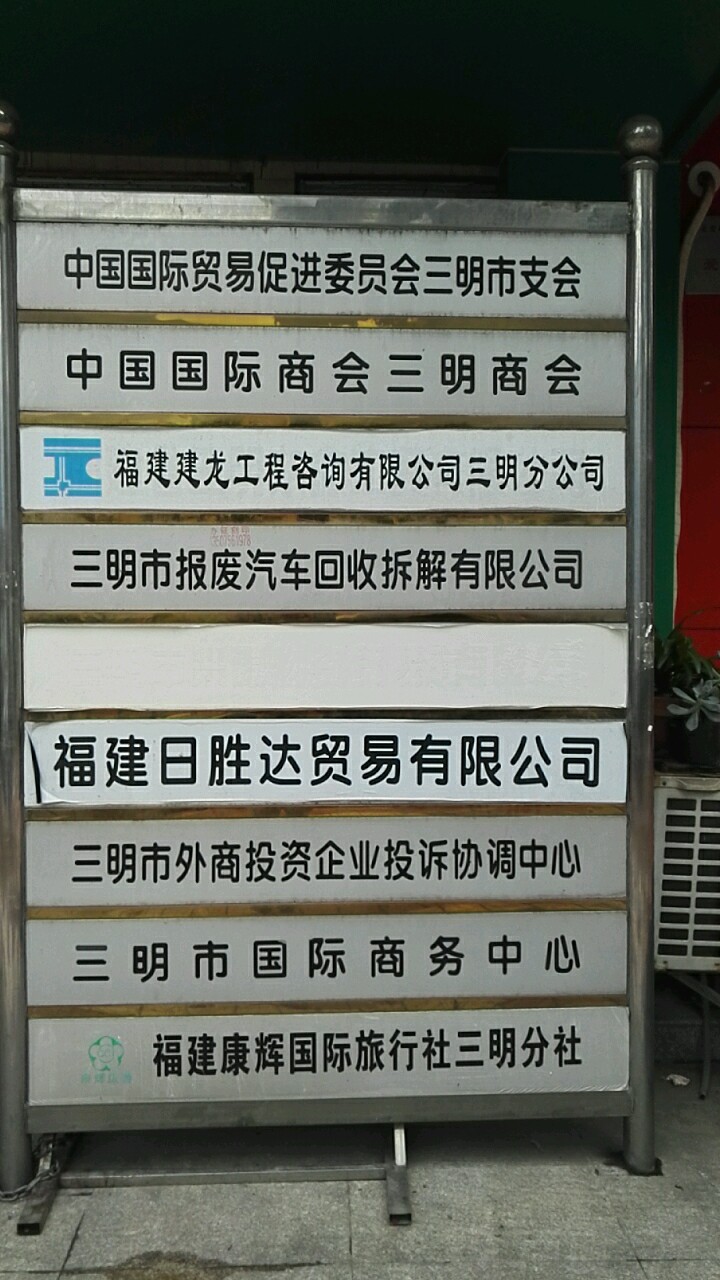 中国国际贸易促进委员会三明市支会
中国国际商会三明商会
福建建龙工程咨询有限公司三明分公司
三明市报废汽车回收拆解有限公司
福建日胜达贸易有限公司
三明市外商投资企业投诉协调中心
三明市国际商务中心
福建康辉国际旅行社三明分社